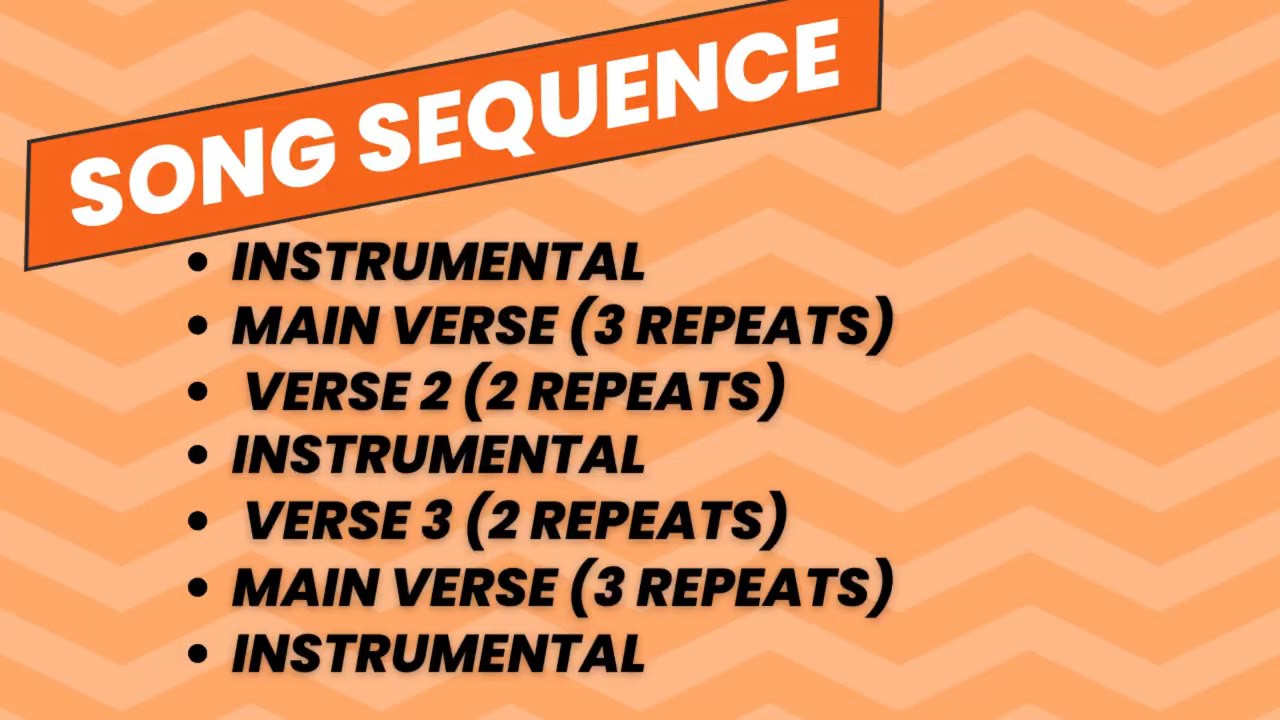 SONG SEQUENCE
• INSTRUMENTAL
• MAIN VERSE (3 REPEATS)
• VERSE 2 (2 REPEATS)
• INSTRUMENTAL
• VERSE 3 (2 REPEATS)
• MAIN VERSE (3 REPEATS)
• INSTRUMENTAL